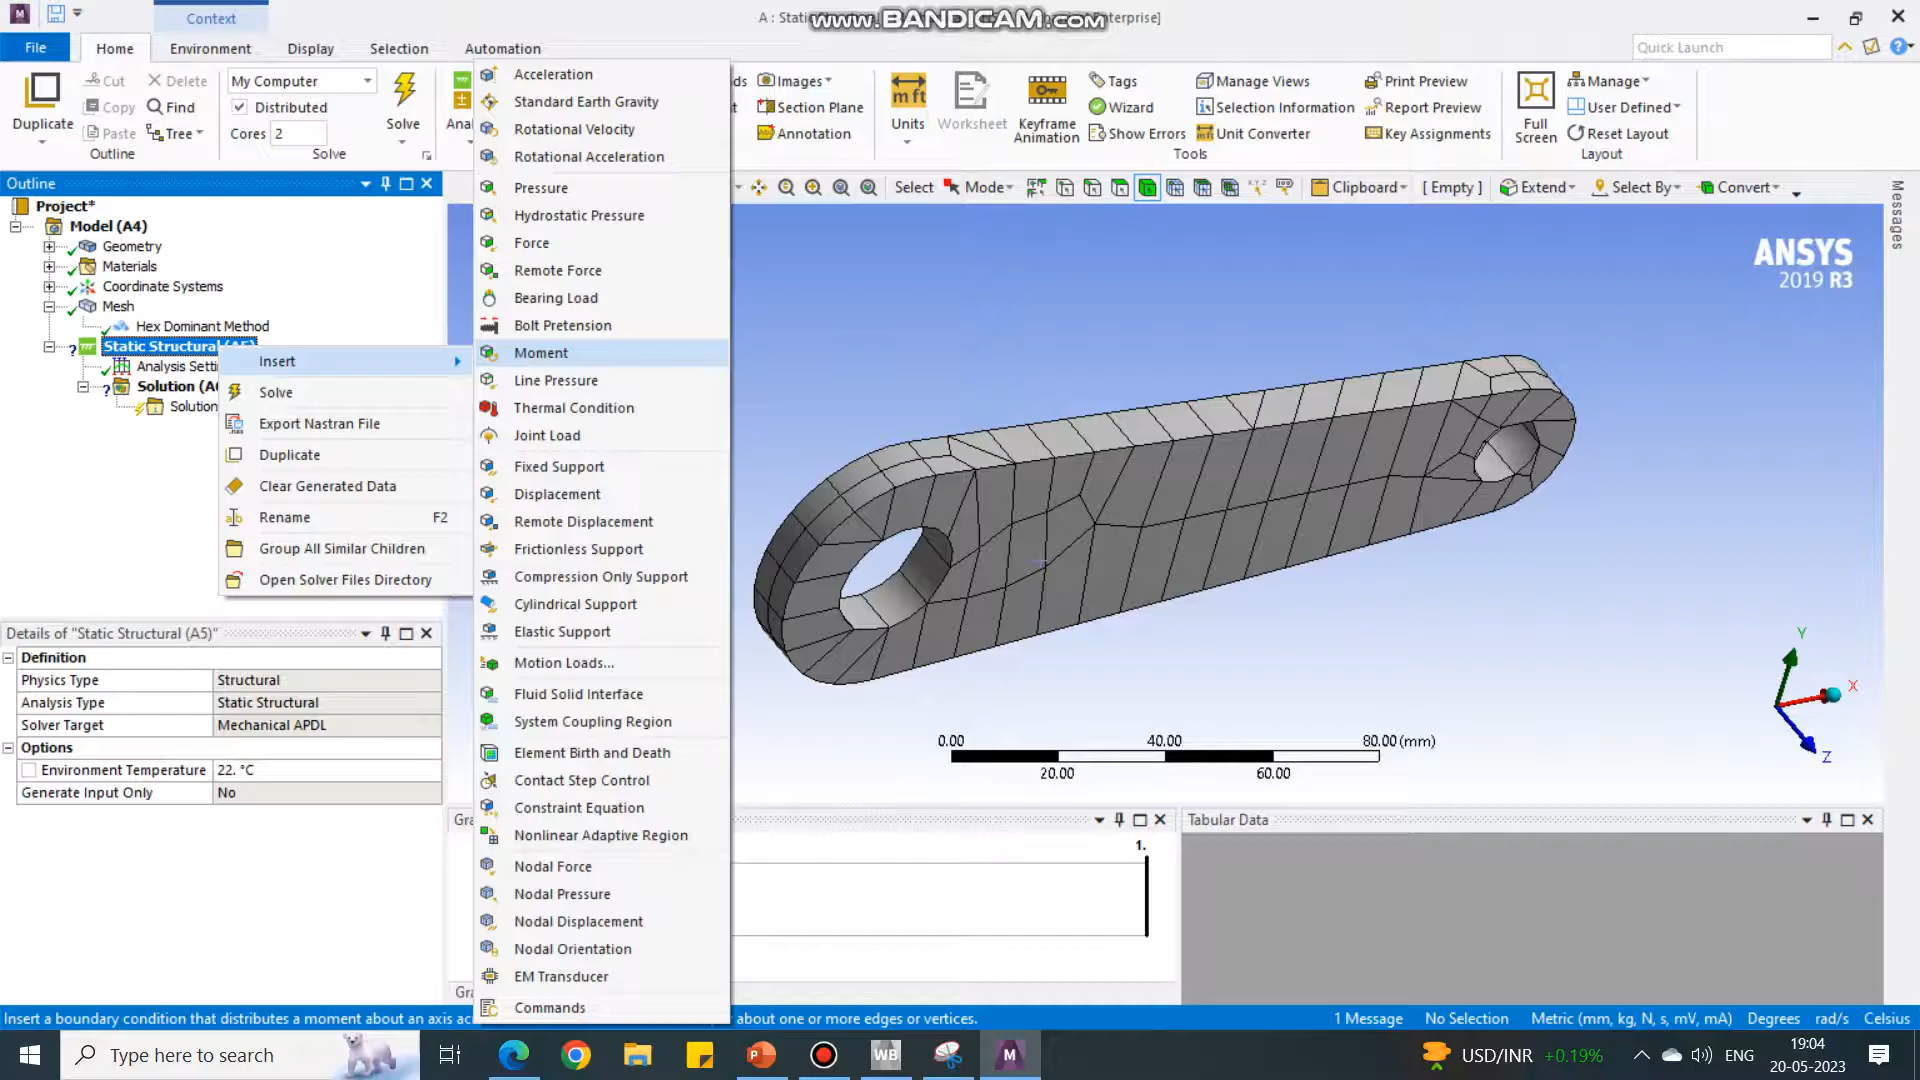 Context
A : Stati
www.BANDICAM.com
Enterprise]
File
Home
Environment
Display
Selection
Automation
Quick Launch
Duplicate
Cut
Copy
Paste
Delete
Find
Tree
Outline
My Computer
Distributed
Cores 2
Solve
Solve
Anal
ds
Images
Section Plane
Annotation
Units
Worksheet
Keyframe
Animation
Tags
Wizard
Show Errors
Manage Views
Selection Information
Unit Converter
Print Preview
Report Preview
Key Assignments
Tools
Full
Screen
Manage
User Defined
Reset Layout
Layout
Outline
Project*
Model (A4)
Geometry
Materials
Coordinate Systems
Mesh
Hex Dominant Method
Static Structural (A5)
Analysis Setti
Solution (A6
Solution
Insert
Solve
Export Nastran File
Duplicate
Clear Generated Data
Rename F2
Group All Similar Children
Open Solver Files Directory
Acceleration
Standard Earth Gravity
Rotational Velocity
Rotational Acceleration
Pressure
Hydrostatic Pressure
Force
Remote Force
Bearing Load
Bolt Pretension
Moment
Line Pressure
Thermal Condition
Joint Load
Fixed Support
Displacement
Remote Displacement
Frictionless Support
Compression Only Support
Cylindrical Support
Elastic Support
Motion Loads...
Fluid Solid Interface
System Coupling Region
Element Birth and Death
Contact Step Control
Constraint Equation
Nonlinear Adaptive Region
Nodal Force
Nodal Pressure
Nodal Displacement
Nodal Orientation
EM Transducer
Commands
Select
Mode
Clipboard
[ Empty ]
Extend
Select By
Convert
Messages
ANSYS
2019 R3
Y
X
Z
0.00 40.00 80.00 (mm)
20.00 60.00
Details of "Static Structural (A5)"
Definition
Physics Type Structural
Analysis Type Static Structural
Solver Target Mechanical APDL
Options
Environment Temperature 22. °C
Generate Input Only No
Gra
1.
Gra
Tabular Data
Insert a boundary condition that distributes a moment about an axis ac
about one or more edges or vertices.
1 Message
No Selection
Metric (mm, kg, N, s, mV, mA)
Degrees
rad/s
Celsius
Type here to search
WB
M
USD/INR +0.19%
ENG
19:04
20-05-2023